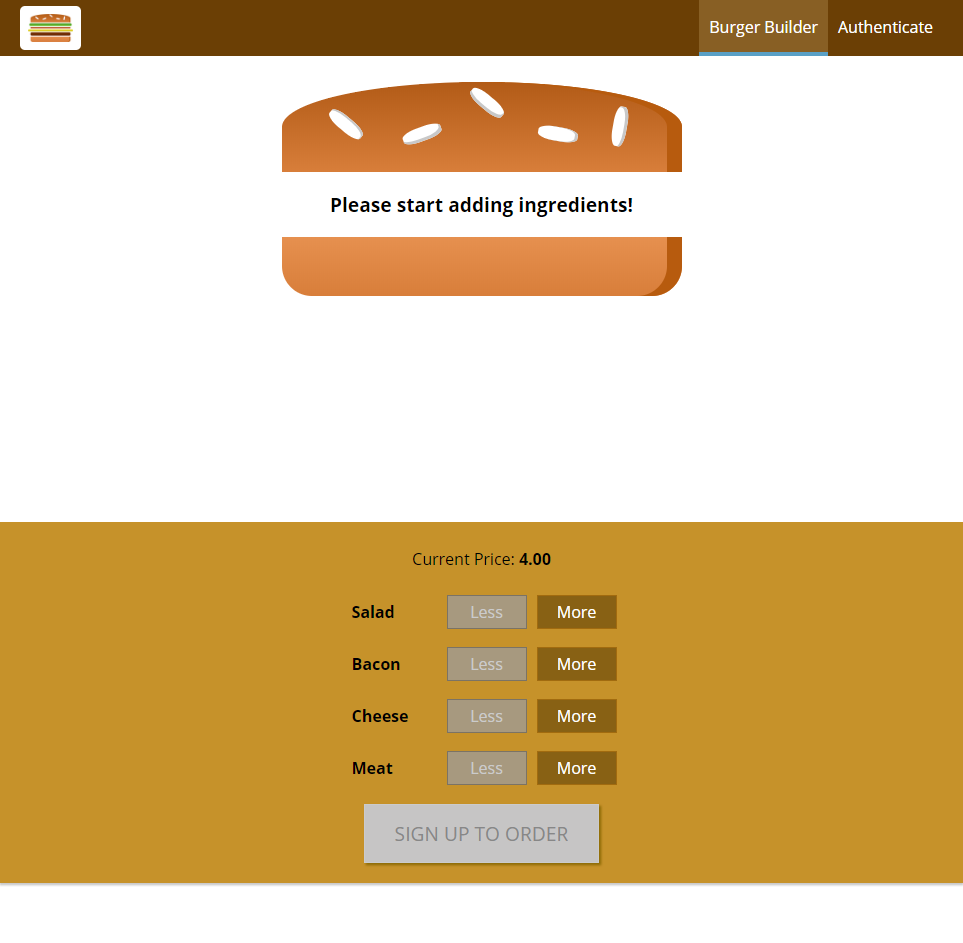 Burger Builder Authenticate
Please start adding ingredients!
Current Price: 4.00
Salad Less More
Bacon Less More
Cheese Less More
Meat Less More
SIGN UP TO ORDER